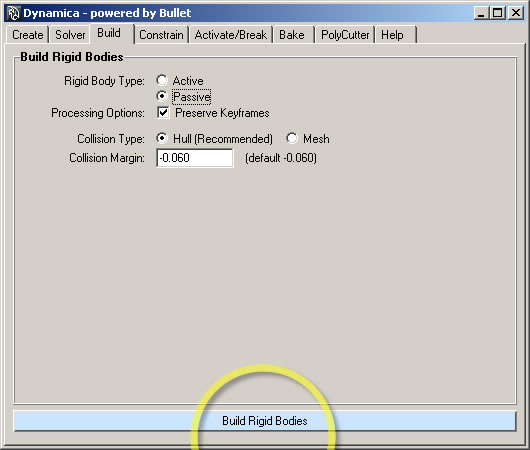 Dynamica - powered by Bullet
Create Solver Build Constrain Activate/Break Bake PolyCutter Help
Build Rigid Bodies
Rigid Body Type: Active
Passive
Processing Options: Preserve Keyframes
Collision Type: Hull (Recommended) Mesh
Collision Margin: -0.060 (default -0.060)
Build Rigid Bodies